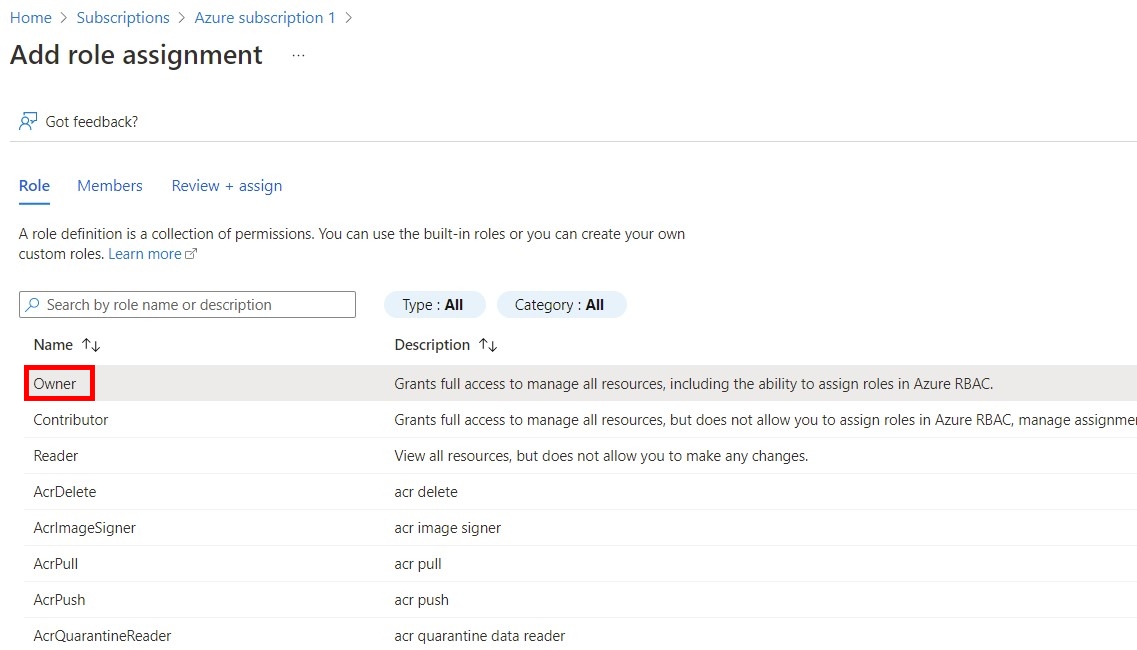 Home > Subscriptions > Azure subscription 1 >
Add role assignment ...
Got feedback?
Role Members Review + assign
A role definition is a collection of permissions. You can use the built-in roles or you can create your own
custom roles. Learn more
Search by role name or description Type : All Category : All
Name ↑↓ Description ↑↓
Owner Grants full access to manage all resources, including the ability to assign roles in Azure RBAC.
Contributor Grants full access to manage all resources, but does not allow you to assign roles in Azure RBAC, manage assignme
Reader View all resources, but does not allow you to make any changes.
AcrDelete acr delete
AcrImageSigner acr image signer
AcrPull acr pull
AcrPush acr push
AcrQuarantineReader acr quarantine data reader